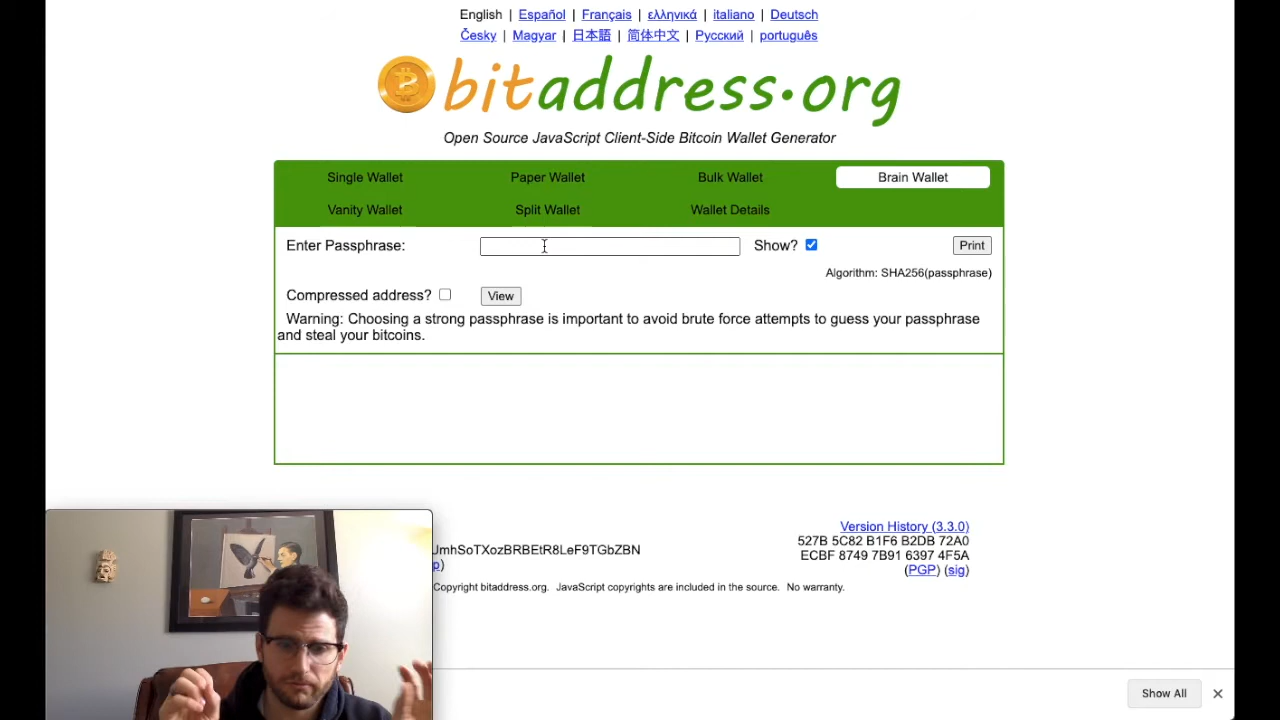 English | Español | Français | ελληνικά | italiano | Deutsch
Česky | Magyar | 日本語 | 简体中文 | Русский | português
bitaddress.org
Open Source JavaScript Client-Side Bitcoin Wallet Generator
Single Wallet Paper Wallet Bulk Wallet Brain Wallet
Vanity Wallet Split Wallet Wallet Details
Enter Passphrase: Show? Print
Algorithm: SHA256(passphrase)
Compressed address? View
Warning: Choosing a strong passphrase is important to avoid brute force attempts to guess your passphrase
and steal your bitcoins.
Version History (3.3.0)
527B 5C82 B1F6 B2DB 72A0
UmhSoTXozBRBEtR8LeF9TGbZBN
ECBF 8749 7B91 6397 4F5A
p) (PGP) (sig)
Copyright bitaddress.org. JavaScript copyrights are included in the source. No warranty.
Show All